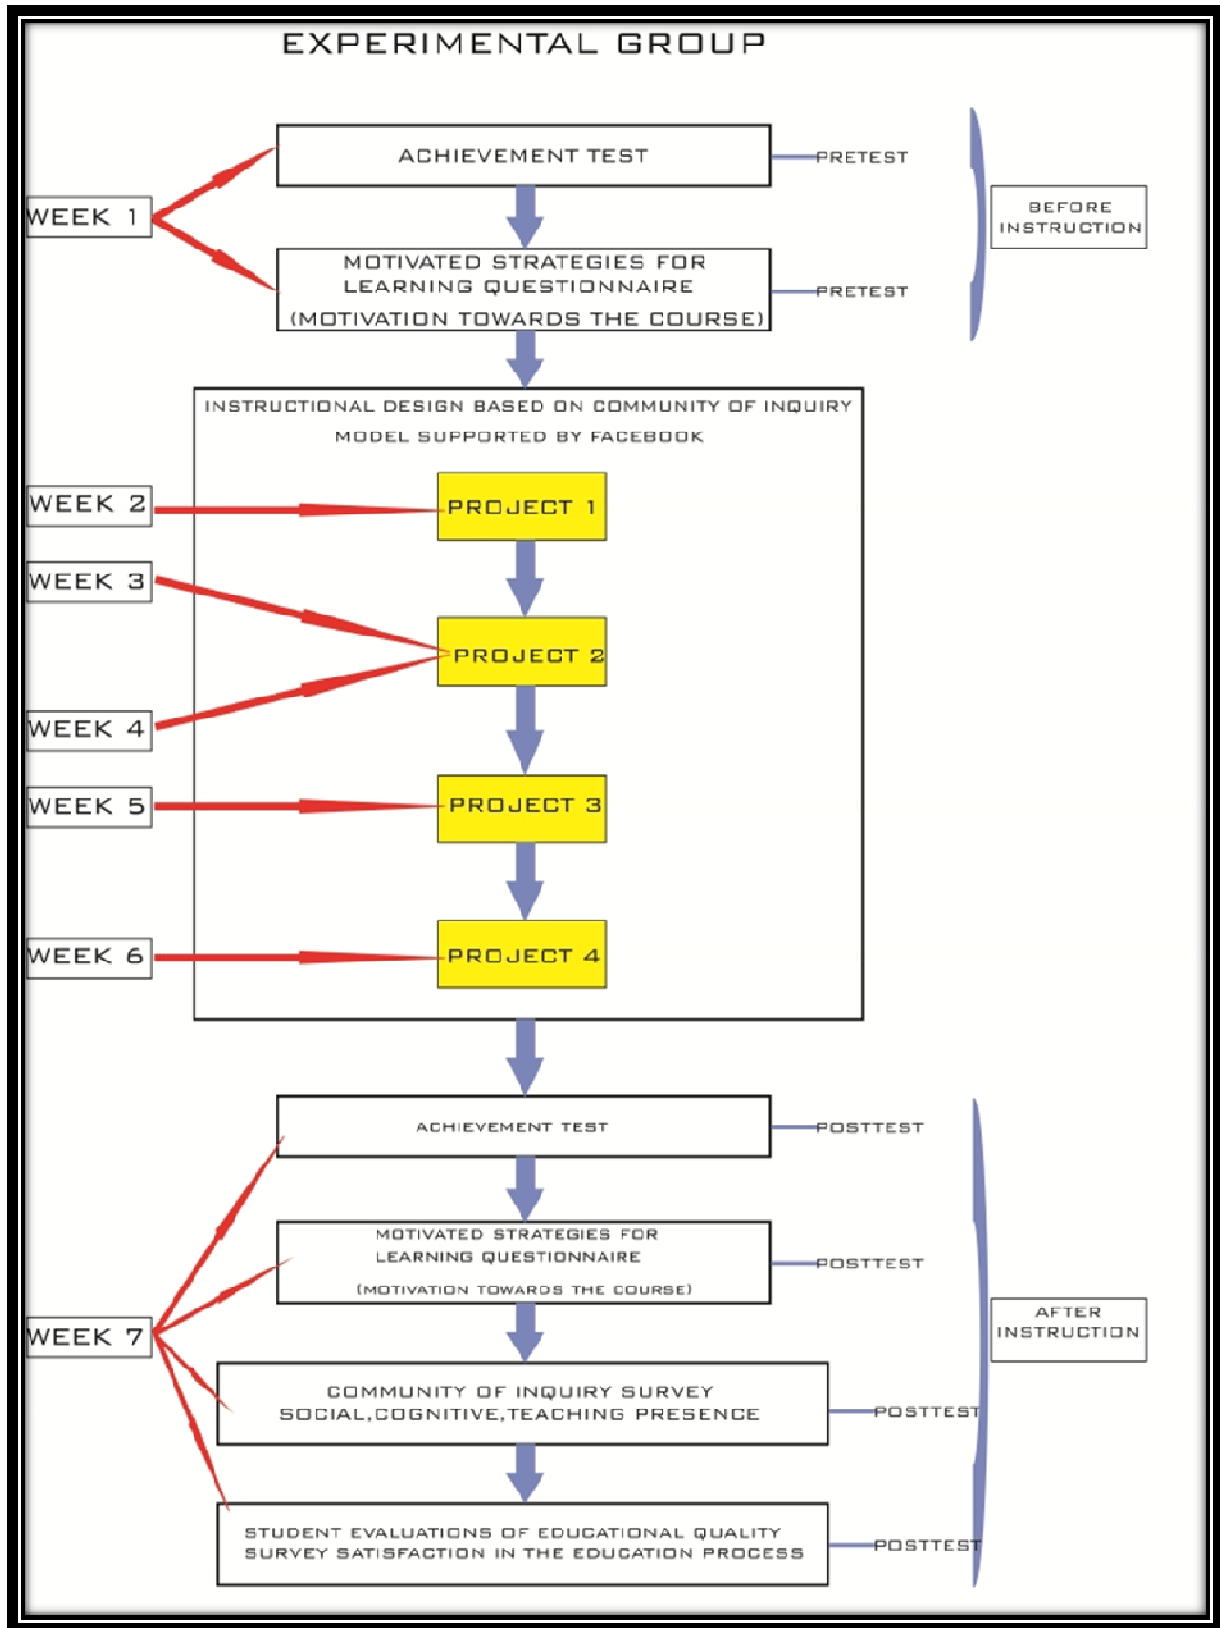 EXPERIMENTAL GROUP
ACHIEVEMENT TEST
PRETEST
WEEK 1
BEFORE
INSTRUCTION
MOTIVATED STRATEGIES FOR
LEARNING QUESTIONNAIRE
(MOTIVATION TOWARDS THE COURSE)
PRETEST
INSTRUCTIONAL DESIGN BASED ON COMMUNITY OF INQUIRY
MODEL SUPPORTED BY FACEBOOK
WEEK 2
PROJECT 1
WEEK 3
PROJECT 2
WEEK 4
WEEK 5
PROJECT 3
WEEK 6
PROJECT 4
ACHIEVEMENT TEST
POSTTEST
MOTIVATED STRATEGIES FOR
LEARNING QUESTIONNAIRE
(MOTIVATION TOWARDS THE COURSE)
POSTTEST
WEEK 7
AFTER
INSTRUCTION
COMMUNITY OF INQUIRY SURVEY
SOCIAL,COGNITIVE,TEACHING PRESENCE
POSTTEST
STUDENT EVALUATIONS OF EDUCATIONAL QUALITY
SURVEY SATISFACTION IN THE EDUCATION PROCESS
POSTTEST